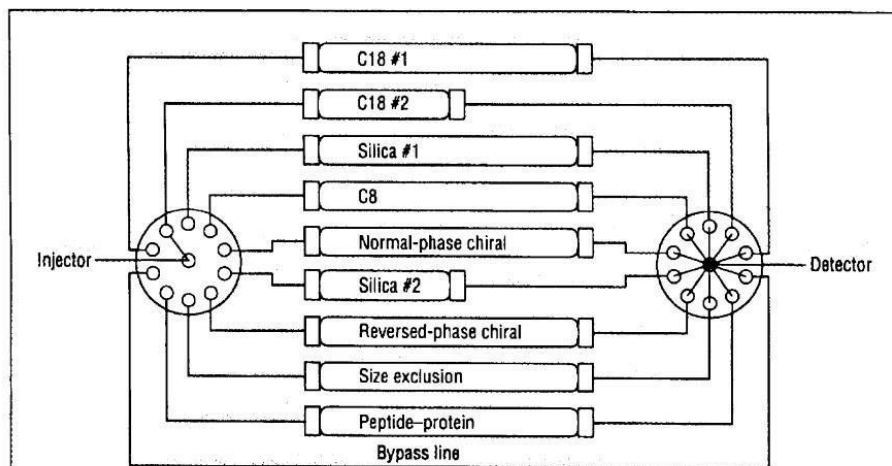 C18 #1
C18 #2
Silica #1
C8
Normal-phase chiral
Injector
Detector
Silica #2
Reversed-phase chiral
Size exclusion
Peptide–protein
Bypass line